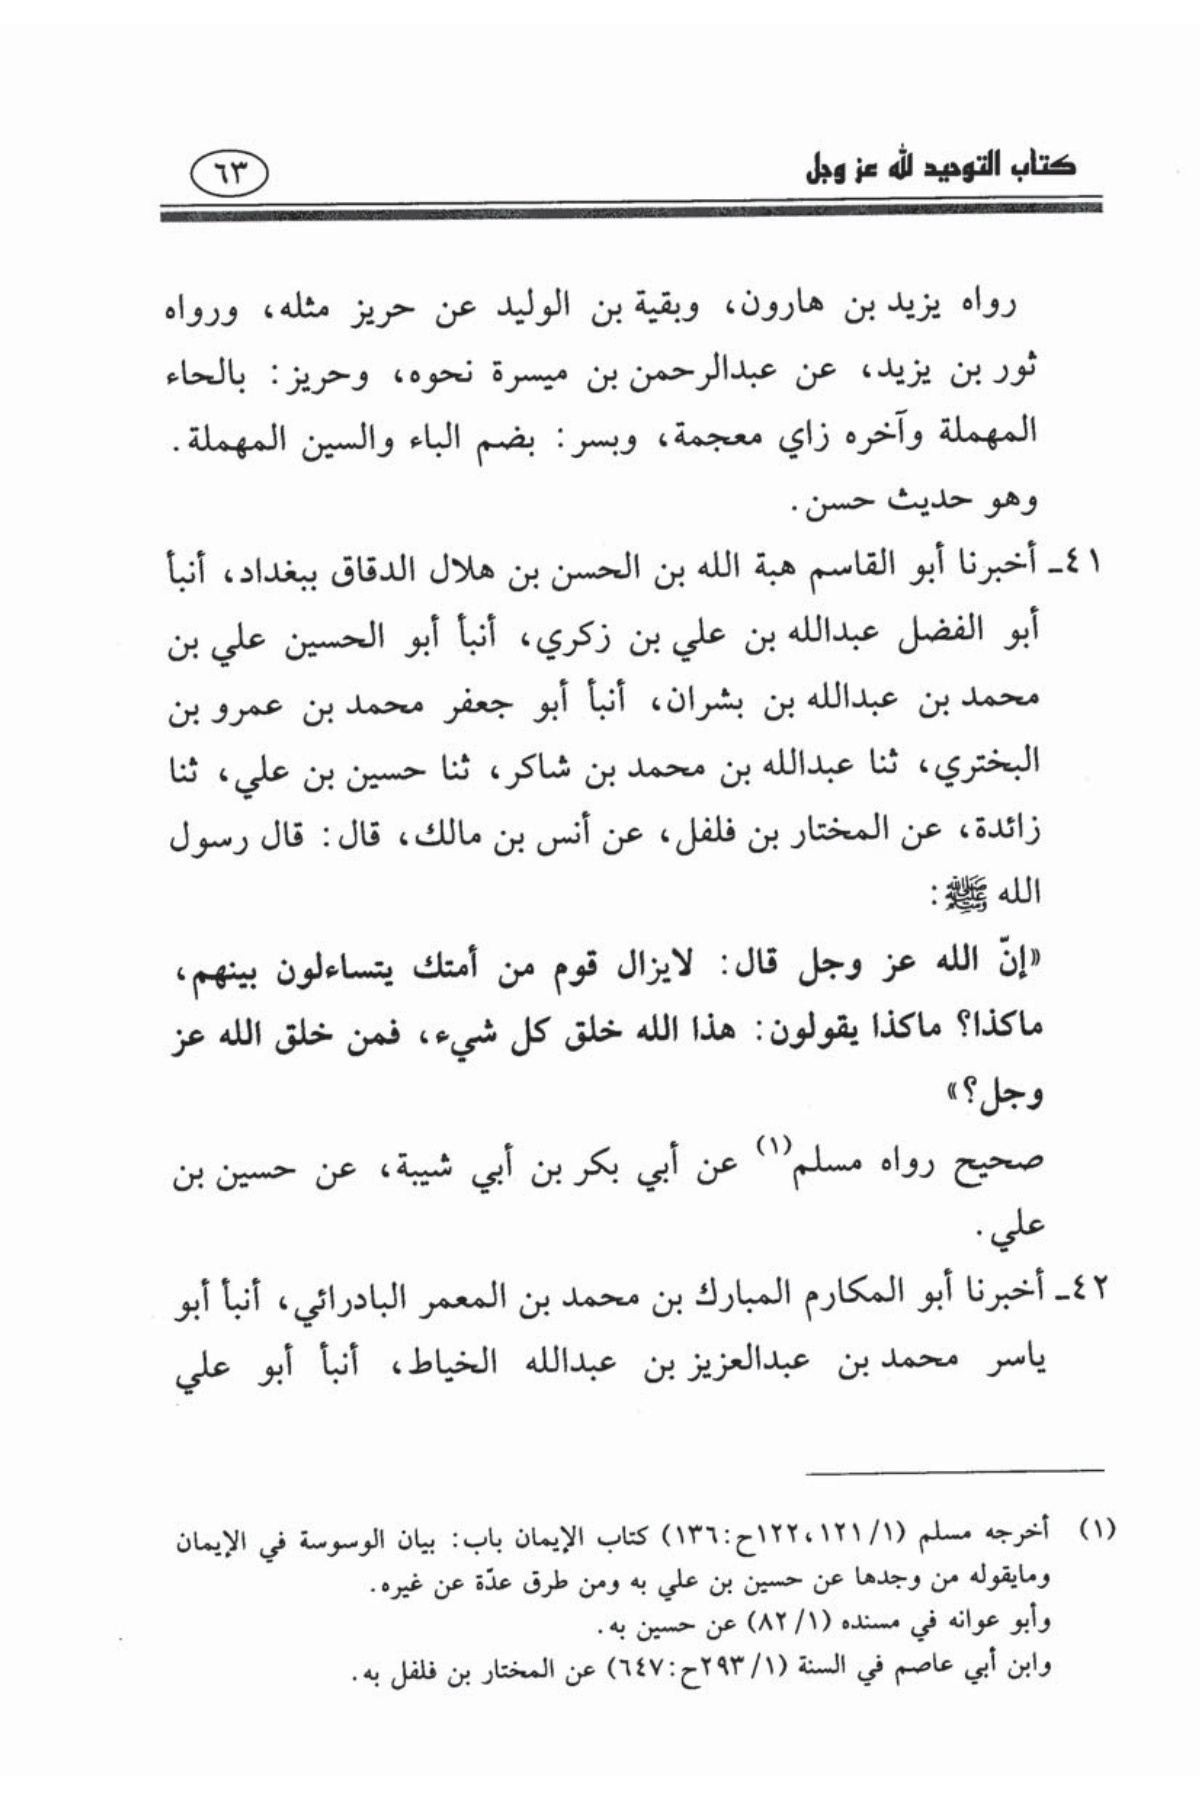 كتاب التوحيد لله عز وجل
٦٣
رواه يزيد بن هارون، وبقية بن الوليد عن حريز مثله، ورواه
ثور بن يزيد، عن عبدالرحمن بن ميسرة نحوه، وحريز: بالحاء
المهملة وآخره زاي معجمة، وبسر: بضم الباء والسين المهملة.
وهو حديث حسن.
٤١ـ أخبرنا أبو القاسم هبة الله بن الحسن بن هلال الدقاق ببغداد، أنبأ
أبو الفضل عبدالله بن علي بن زكري، أنبأ أبو الحسين علي بن
محمد بن عبدالله بن بشران، أنبأ أبو جعفر محمد بن عمرو بن
البختري، ثنا عبدالله بن محمد بن شاكر، ثنا حسين بن علي، ثنا
زائدة، عن المختار بن فلفل، عن أنس بن مالك، قال: قال رسول
الله ﷺ:
«إنّ الله عز وجل قال: لايزال قوم من أمتك يتساءلون بينهم،
ماكذا؟ ماكذا يقولون: هذا الله خلق كل شيء، فمن خلق الله عز
وجل؟»
صحيح رواه مسلم(١) عن أبي بكر بن أبي شيبة، عن حسين بن
علي.
٤٢ـ أخبرنا أبو المكارم المبارك بن محمد بن المعمر البادرائي، أنبأ أبو
ياسر محمد بن عبدالعزيز بن عبدالله الخياط، أنبأ أبو علي
(١) أخرجه مسلم (١/ ١٢١، ١٢٢ح:١٣٦) كتاب الإيمان باب: بيان الوسوسة في الإيمان
ومايقوله من وجدها عن حسين بن علي به ومن طرق عدّة عن غيره.
وأبو عوانه في مسنده (١/ ٨٢) عن حسين به.
وابن أبي عاصم في السنة (١/ ٢٩٣ح:٦٤٧) عن المختار بن فلفل به.